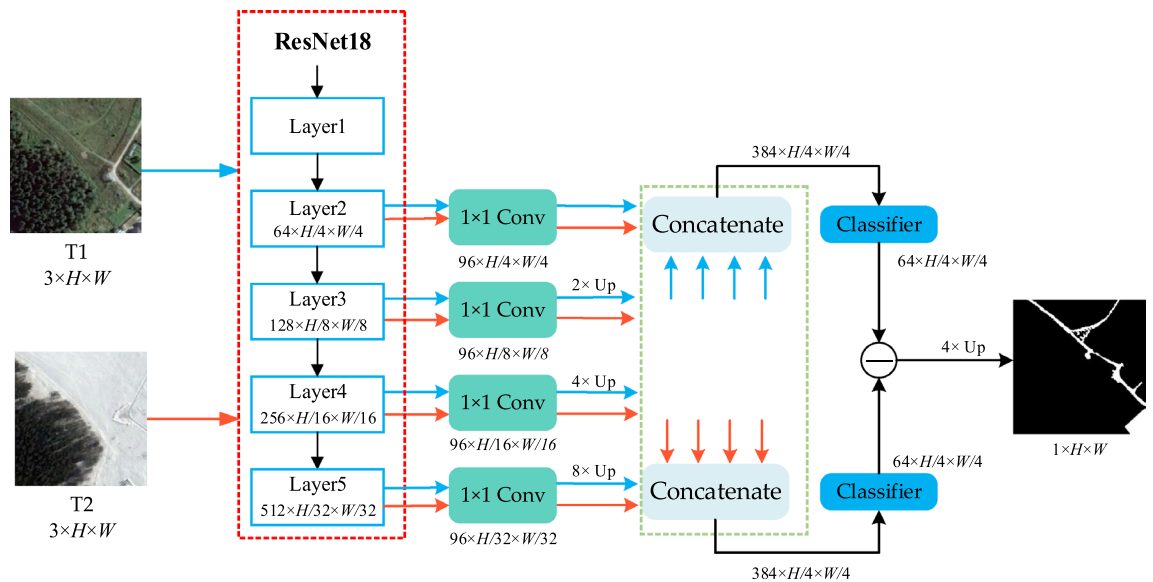 ResNet18
Layer1
Layer2
64×H/4×W/4
Layer3
128×H/8×W/8
Layer4
256×H/16×W/16
Layer5
512×H/32×W/32
T1
3×H×W
T2
3×H×W
1×1 Conv
96×H/4×W/4
1×1 Conv
96×H/8×W/8
1×1 Conv
96×H/16×W/16
1×1 Conv
96×H/32×W/32
2× Up
4× Up
8× Up
Concatenate
Concatenate
384×H/4×W/4
Classifier
64×H/4×W/4
4× Up
1×H×W
64×H/4×W/4
Classifier
384×H/4×W/4